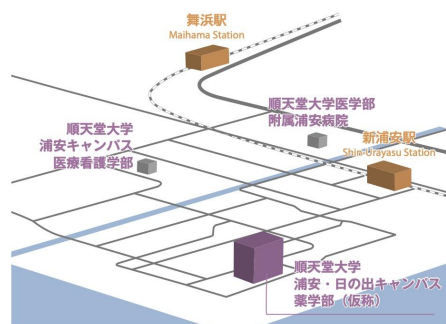 舞浜駅
Maihama Station
順天堂大学医学部
附属浦安病院
順天堂大学
浦安キャンパス
医療看護学部
新浦安駅
Shin-Urayasu Station
順天堂大学
浦安・日の出キャンパス
薬学部（仮称）